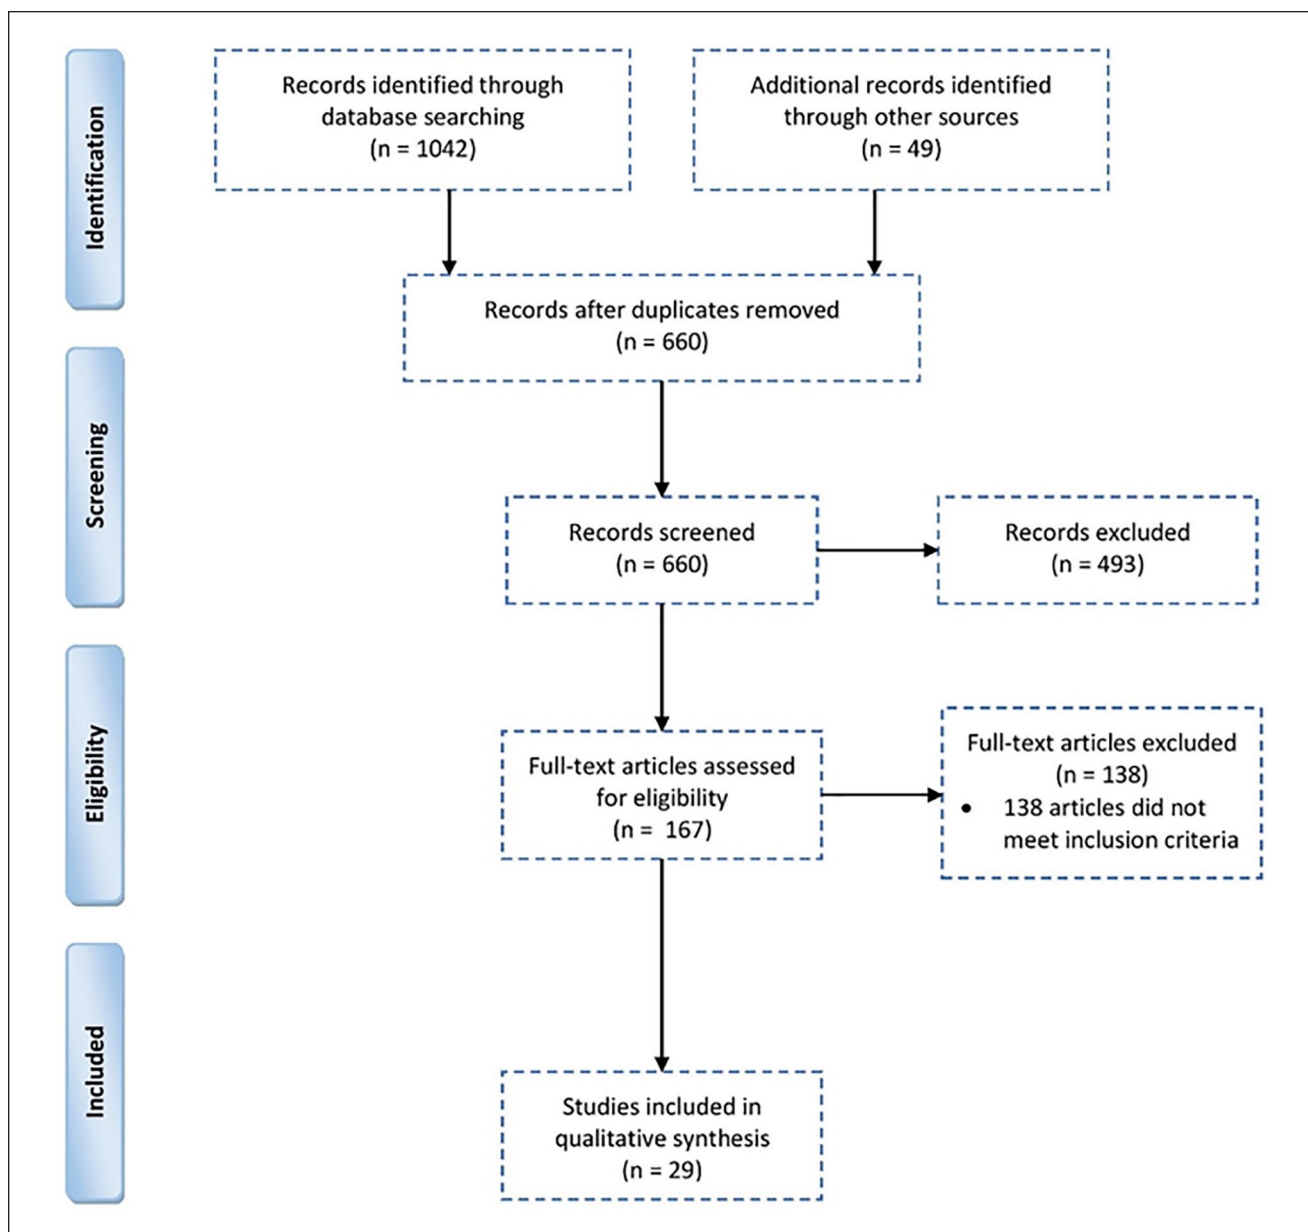 Identification
Records identified through
database searching
(n = 1042)
Additional records identified
through other sources
(n = 49)
Records after duplicates removed
(n = 660)
Screening
Records screened
(n = 660)
Records excluded
(n = 493)
Eligibility
Full-text articles assessed
for eligibility
(n =  167)
Full-text articles excluded
(n = 138)
• 138 articles did not
meet inclusion criteria
Included
Studies included in
qualitative synthesis
(n = 29)